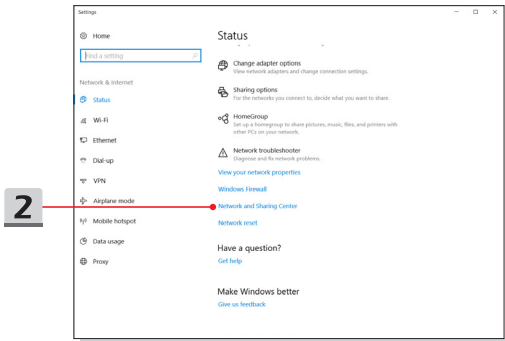 Settings
Home
Find a setting
Network & Internet
Status
Wi-Fi
Ethernet
Dial-up
VPN
Airplane mode
Mobile hotspot
Data usage
Proxy
2
Status
Change adapter options
View network adapters and change connection settings.
Sharing options
For the networks you connect to, decide what you want to share.
HomeGroup
Set up a homegroup to share pictures, music, files, and printers with
other PCs on your network.
Network troubleshooter
Diagnose and fix network problems.
View your network properties
Windows Firewall
Network and Sharing Center
Network reset
Have a question?
Get help
Make Windows better
Give us feedback